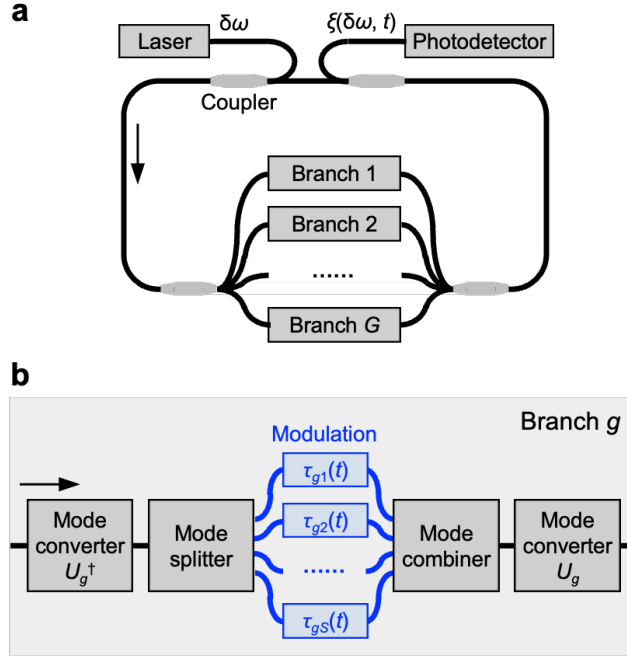 a
δω
ξ(δω, t)
Laser
Photodetector
Coupler
Branch 1
Branch 2
......
Branch G
b
Branch g
Modulation
τg1(t)
Mode converter Ug†
Mode splitter
τg2(t)
......
τgS(t)
Mode combiner
Mode converter Ug